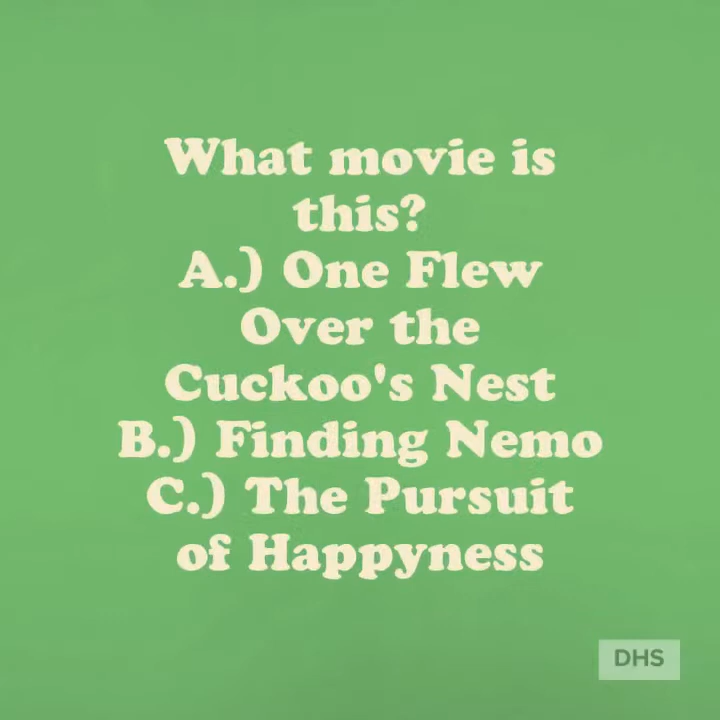 What movie is
this?
A.) One Flew
Over the
Cuckoo's Nest
B.) Finding Nemo
C.) The Pursuit
of Happyness
DHS